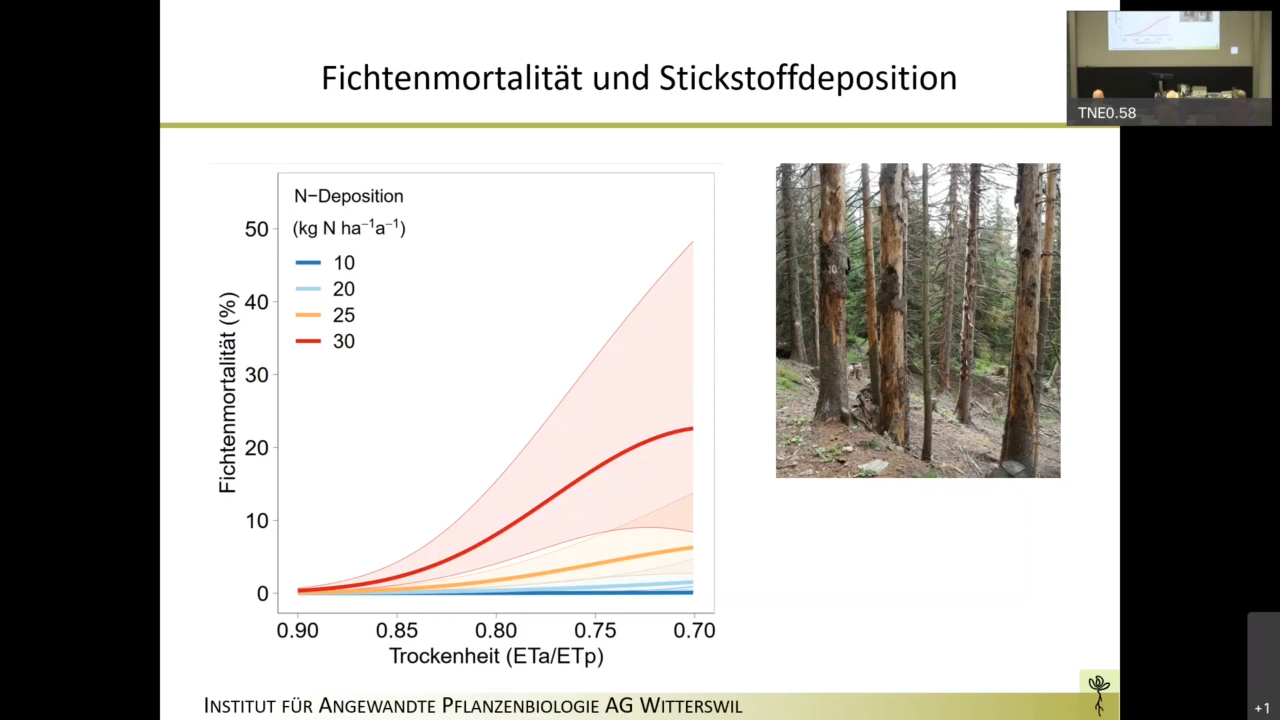 Fichtenmortalität und Stickstoffdeposition
TNE0.58
N−Deposition
(kg N ha⁻¹a⁻¹)
10
20
25
30
Fichtenmortalität (%)
50
40
30
20
10
0
0.90 0.85 0.80 0.75 0.70
Trockenheit (ETa/ETp)
10
INSTITUT FÜR ANGEWANDTE PFLANZENBIOLOGIE AG WITTERSWIL
+1